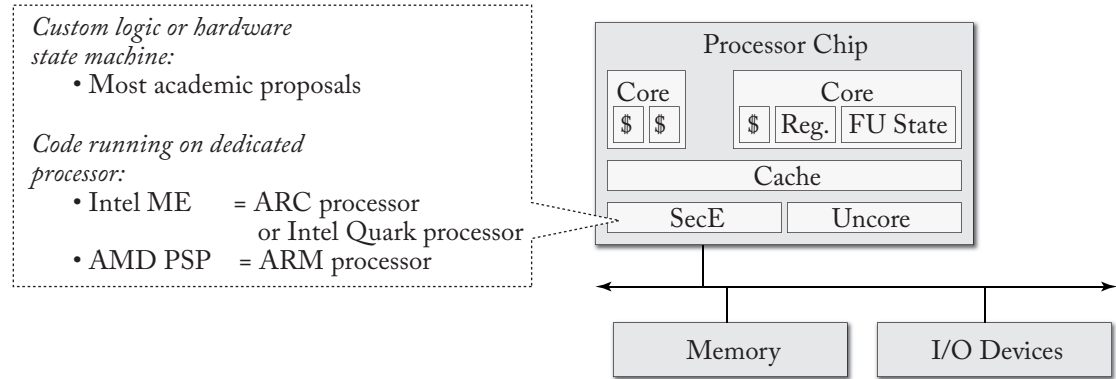 Custom logic or hardware
state machine:
• Most academic proposals
Code running on dedicated
processor:
• Intel ME = ARC processor
or Intel Quark processor
• AMD PSP = ARM processor
Processor Chip
Core
$ $
Core
$ Reg. FU State
Cache
SecE Uncore
Memory
I/O Devices